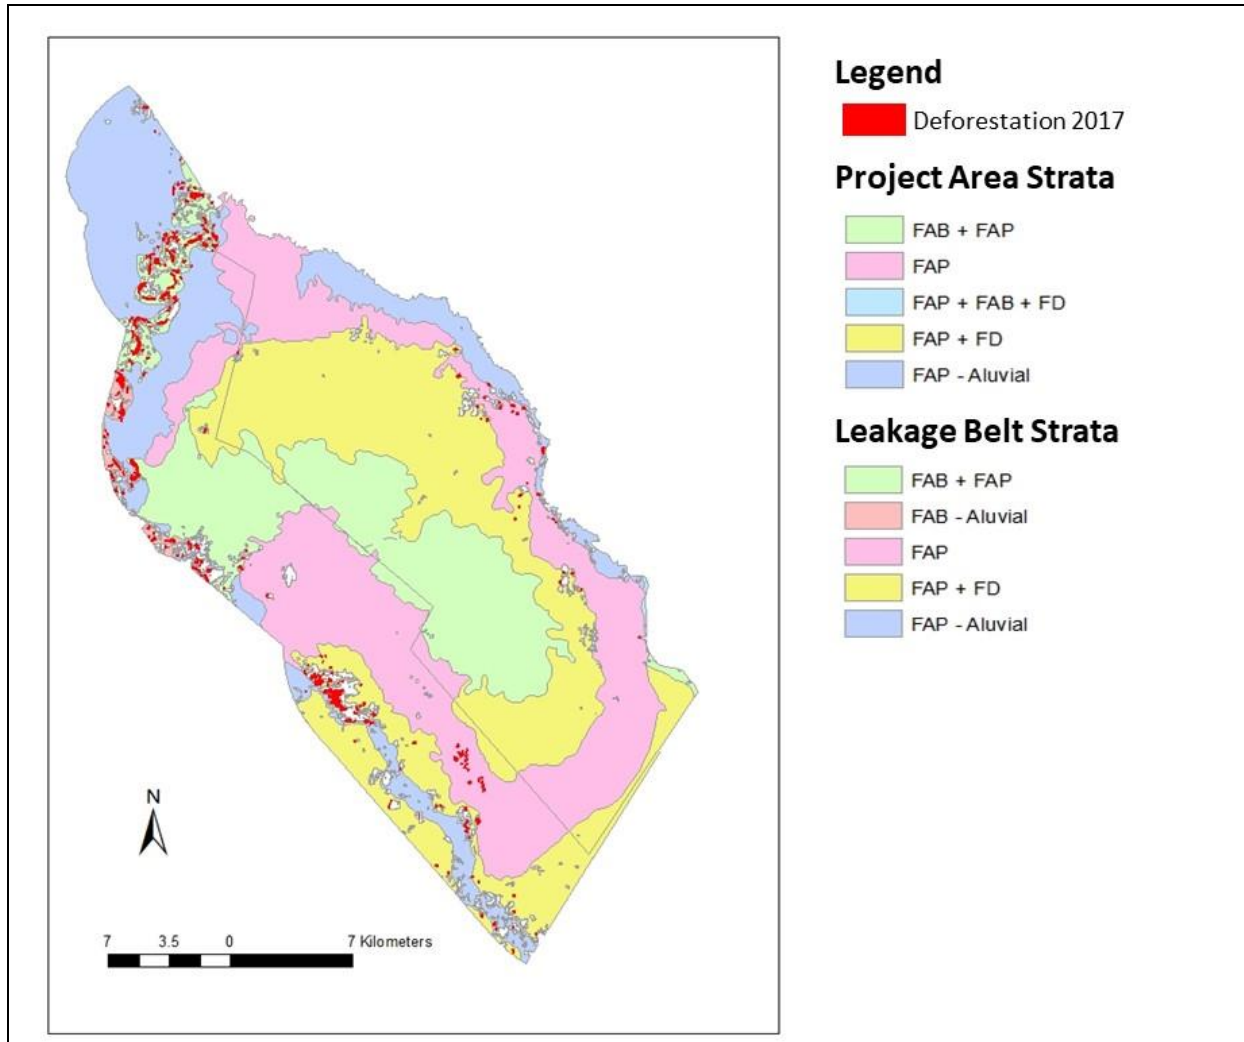 Legend
Deforestation 2017
Project Area Strata
FAB + FAP
FAP
FAP + FAB + FD
FAP + FD
FAP - Aluvial
Leakage Belt Strata
FAB + FAP
FAB - Aluvial
FAP
FAP + FD
FAP - Aluvial
N
7 3.5 0 7 Kilometers